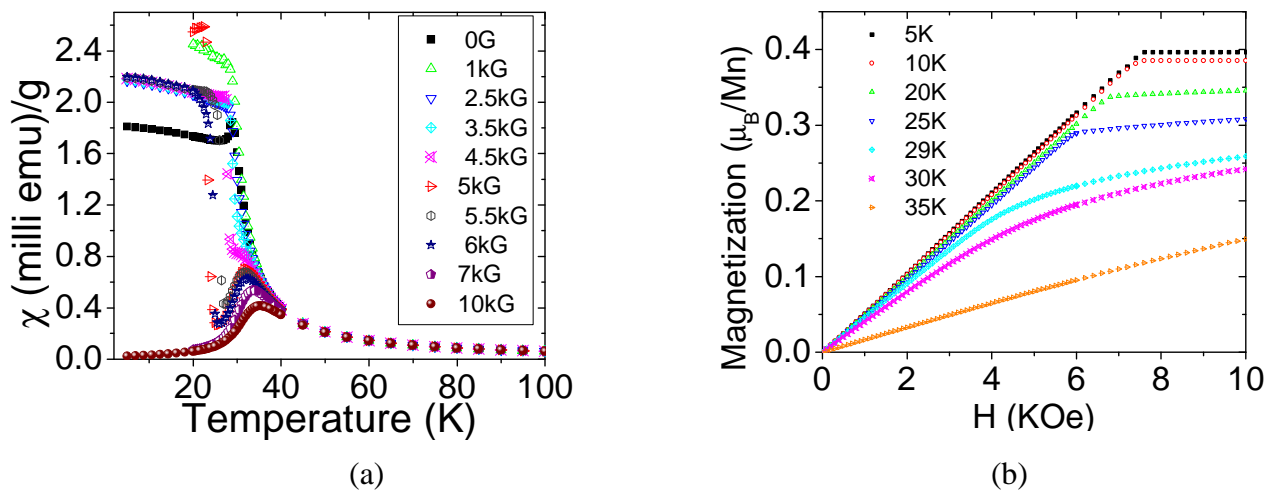 χ (milli emu)/g
2.4
2.0
1.6
1.2
0.8
0.4
0.0
20 40 60 80 100
Temperature (K)
0G
1kG
2.5kG
3.5kG
4.5kG
5kG
5.5kG
6kG
7kG
10kG
(a)
Magnetization (μB/Mn)
0.4
0.3
0.2
0.1
0.0
0 2 4 6 8 10
H (KOe)
5K
10K
20K
25K
29K
30K
35K
(b)